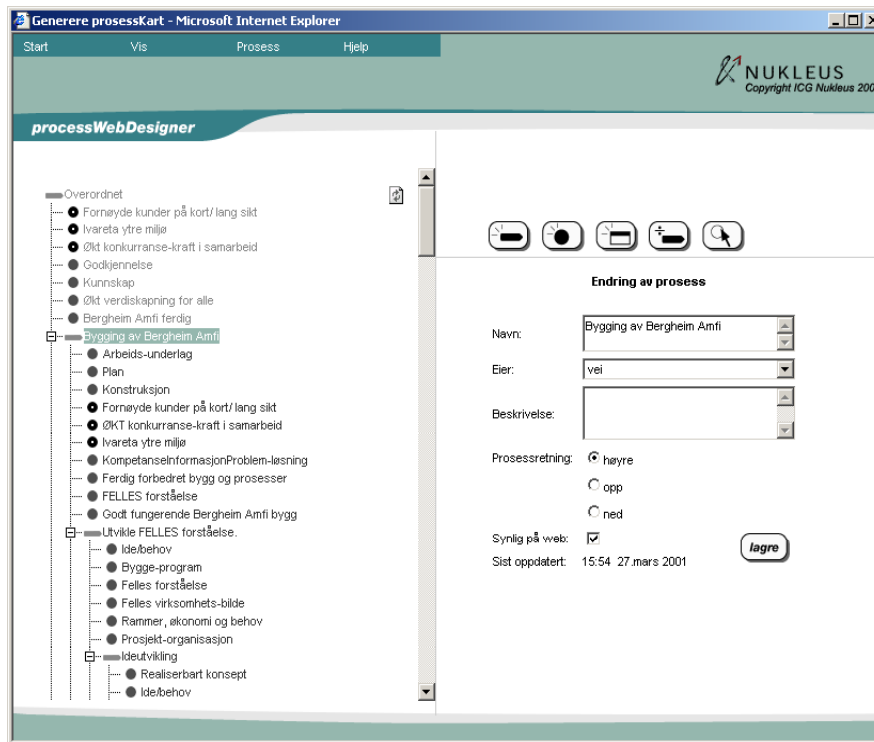 Generere prosessKart - Microsoft Internet Explorer
Start Vis Prosess Hjelp
NUKLEUS
Copyright ICG Nukleus 200
processWebDesigner
Overordnet
Fornøyde kunder på kort/ lang sikt
Ivareta ytre miljø
Økt konkurranse-kraft i samarbeid
Godkjennelse
Kunnskap
Økt verdiskapning for alle
Bergheim Amfi ferdig
Bygging av Bergheim Amfi
Arbeids-underlag
Plan
Konstruksjon
Fornøyde kunder på kort/ lang sikt
ØKT konkurranse-kraft i samarbeid
Ivareta ytre miljø
KompetanseInformasjonProblem-løsning
Ferdig forbedret bygg og prosesser
FELLES forståelse
Godt fungerende Bergheim Amfi bygg
Utvikle FELLES forståelse.
Ide/behov
Bygge-program
Felles forståelse
Felles virksomhets-bilde
Rammer, økonomi og behov
Prosjekt-organisasjon
Ideutvikling
Realiserbart konsept
Ide/behov
Endring av prosess
Navn: Bygging av Bergheim Amfi
Eier: vei
Beskrivelse:
Prosessretning: høyre
opp
ned
Synlig på web:
Sist oppdatert: 15:54 27.mars 2001
lagre